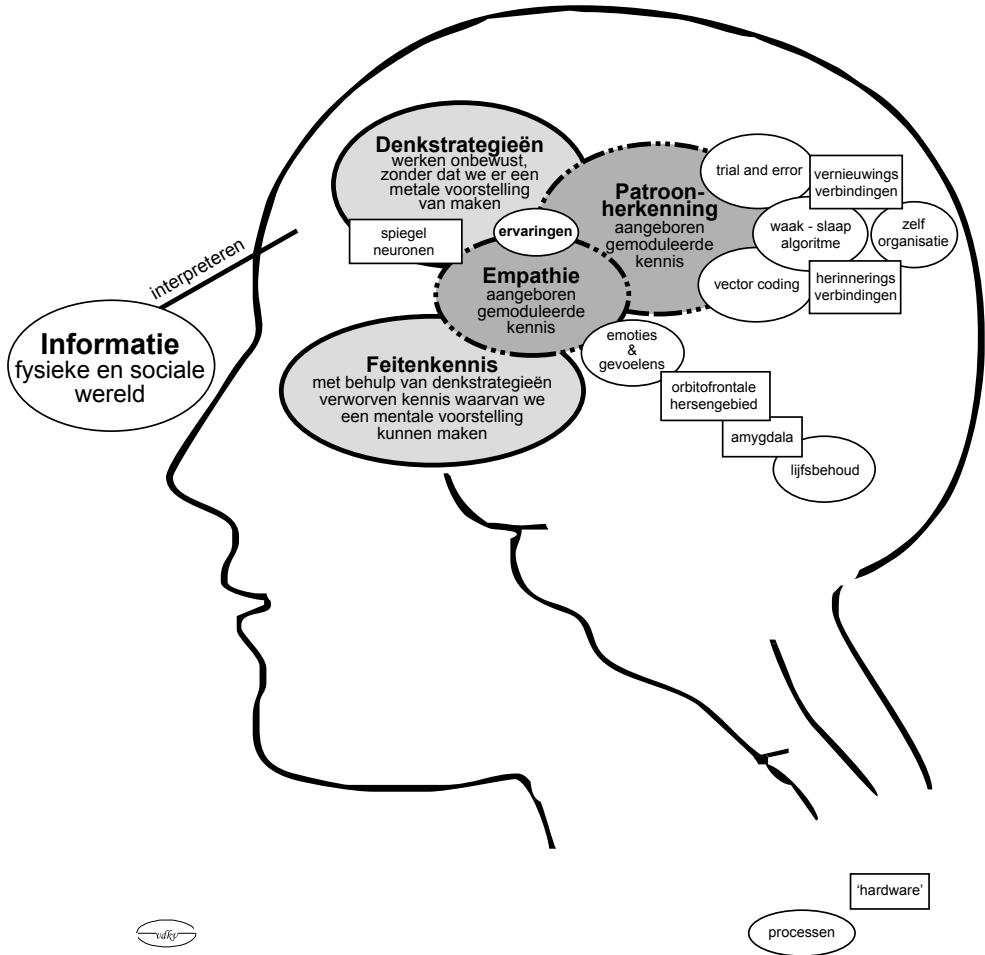 Denkstrategieën
werken onbewust,
zonder dat we er een
metale voorstelling
van maken
spiegel
neuronen
ervaringen
Patroon-
herkenning
aangeboren
gemoduleerde
kennis
trial and error
vernieuwings
verbindingen
waak - slaap
algoritme
zelf
organisatie
vector coding
herinnerings
verbindingen
interpreteren
Informatie
fysieke en sociale
wereld
Empathie
aangeboren
gemoduleerde
kennis
emoties
&
gevoelens
Feitenkennis
met behulp van denkstrategieën
verworven kennis waarvan we
een mentale voorstelling
kunnen maken
orbitofrontale
hersengebied
amygdala
lijfsbehoud
'hardware'
processen
vdkv